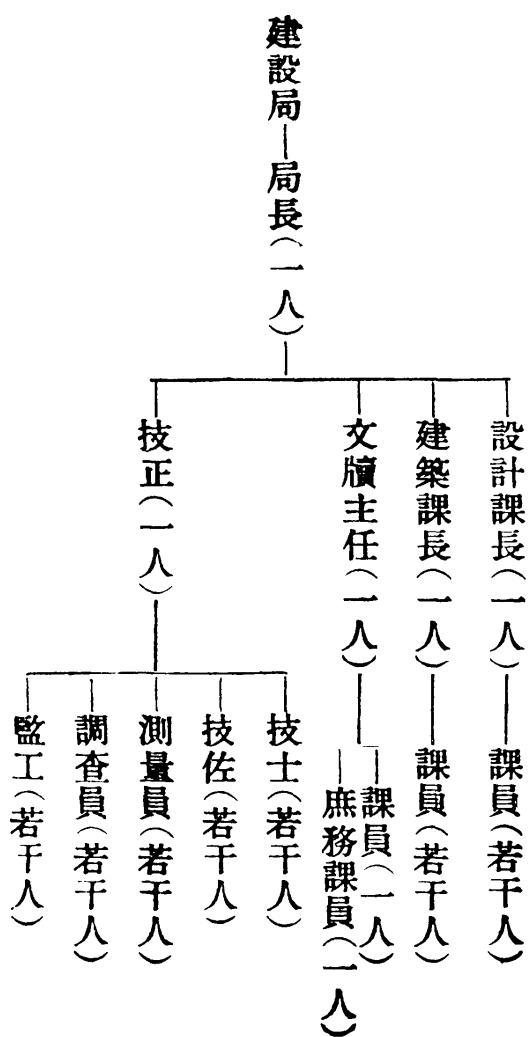 建設局—局長(一人)
設計課長(一人)
課員(若干人)
建築課長(一人)
課員(若干人)
文牘主任(一人)
課員(一人)
庶務課員(一人)
技正(一人)
技士(若干人)
技佐(若干人)
測量員(若干人)
調查員(若干人)
監工(若干人)